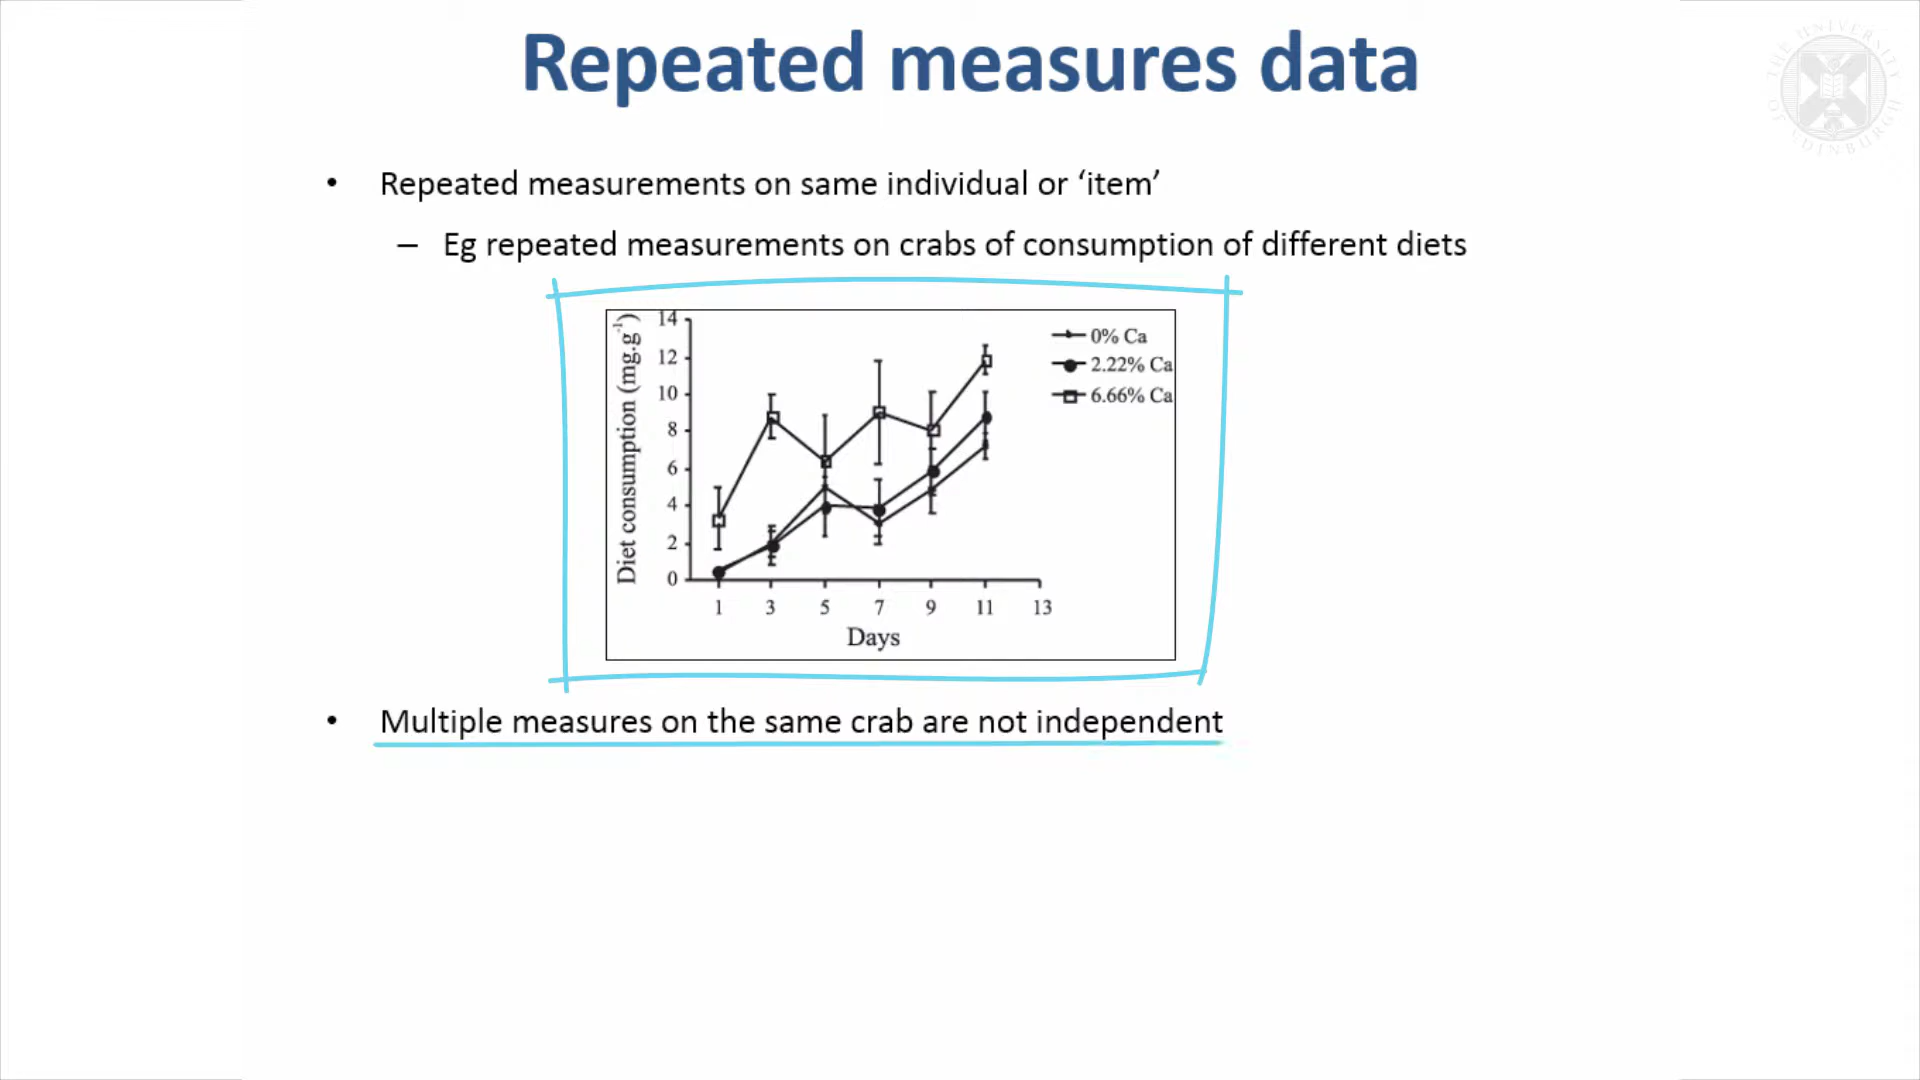 Repeated measures data
THE UNIVERSITY
OF EDINBURGH
• Repeated measurements on same individual or ‘item’
– Eg repeated measurements on crabs of consumption of different diets
Diet consumption (mg.g-1)
14
12
10
8
6
4
2
0
0% Ca
2.22% Ca
6.66% Ca
1 3 5 7 9 11 13
Days
• Multiple measures on the same crab are not independent